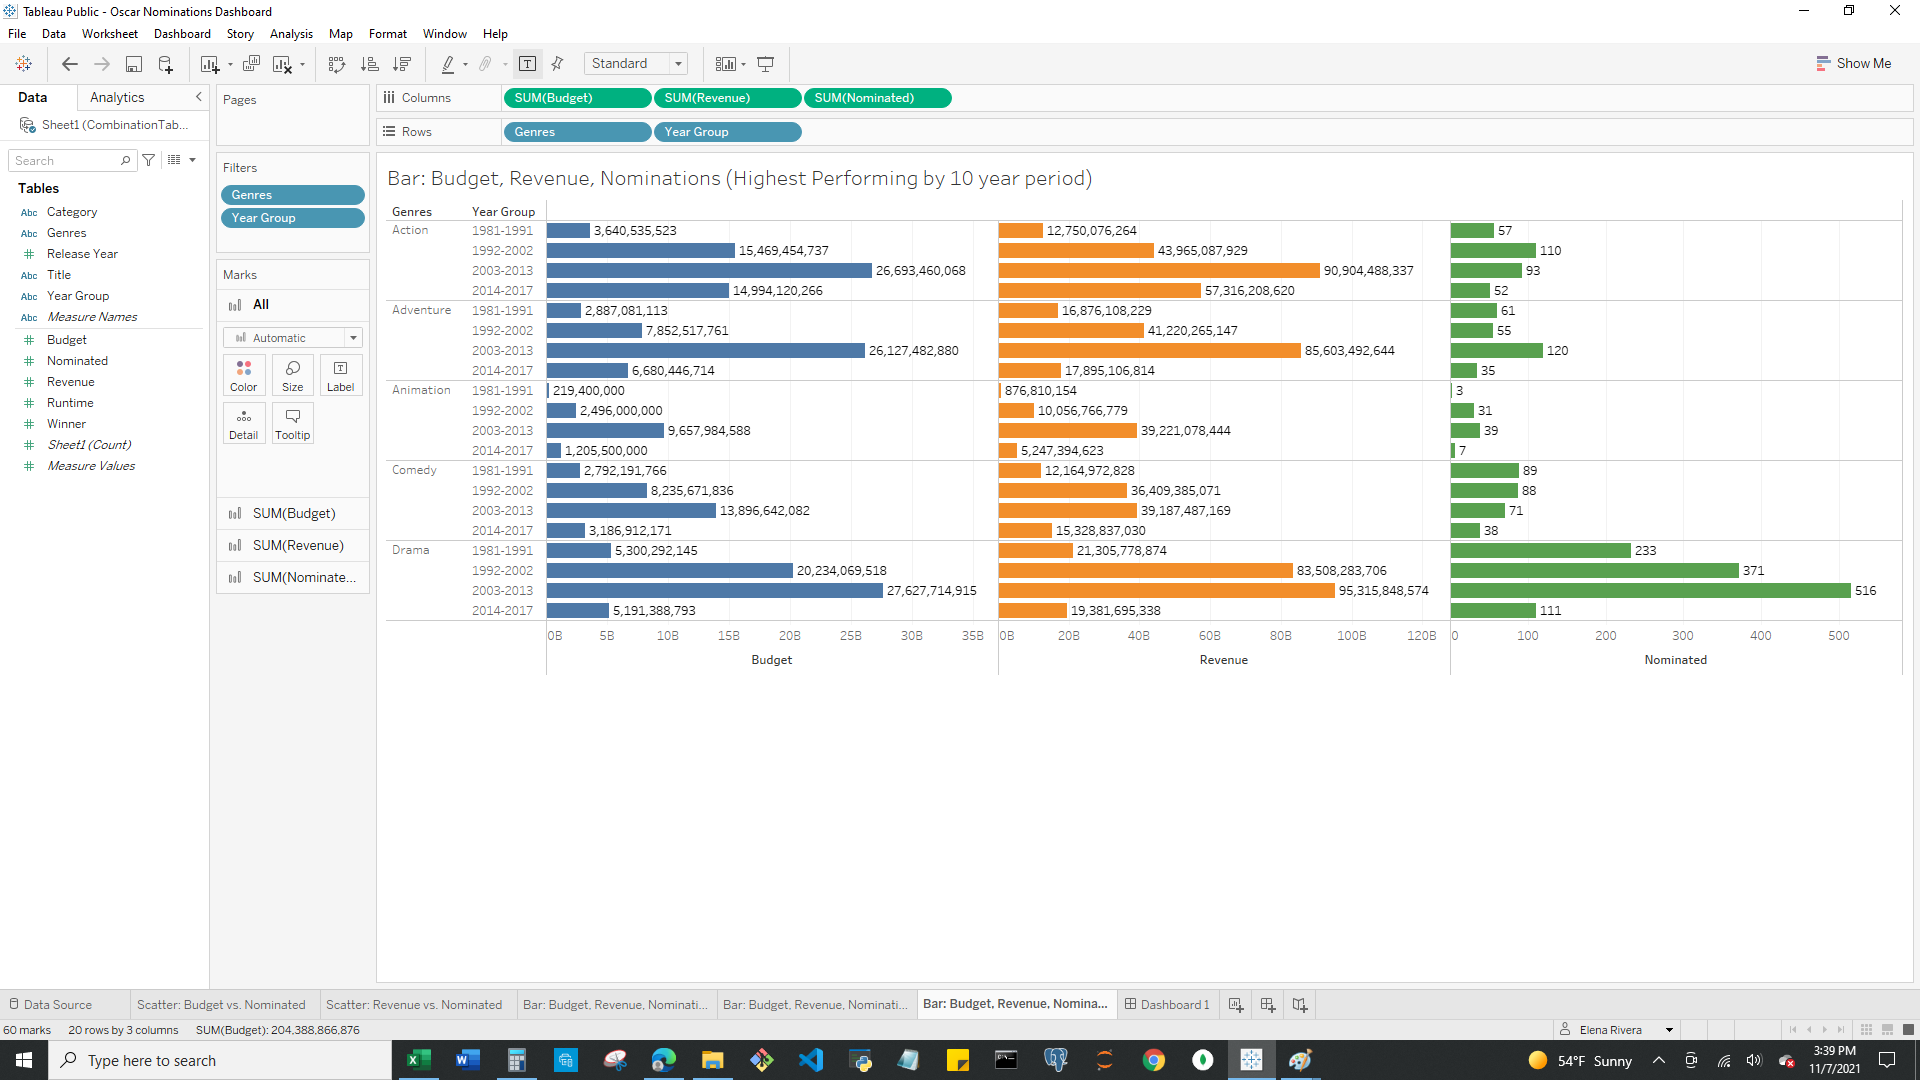 Tableau Public - Oscar Nominations Dashboard
File Data Worksheet Dashboard Story Analysis Map Format Window Help
Standard
Show Me
Data Analytics
Sheet1 (CombinationTab...
Search
Tables
Abc Category
Abc Genres
Release Year
Abc Title
Abc Year Group
Abc Measure Names
Budget
Nominated
Revenue
Runtime
Winner
Sheet1 (Count)
Measure Values
Pages
Filters
Genres
Year Group
Marks
All
Automatic
Color Size Label
Detail Tooltip
SUM(Budget)
SUM(Revenue)
SUM(Nominate...
Columns SUM(Budget) SUM(Revenue) SUM(Nominated)
Rows Genres Year Group
Bar: Budget, Revenue, Nominations (Highest Performing by 10 year period)
Genres Year Group
Action 1981-1991 3,640,535,523 12,750,076,264 57
1992-2002 15,469,454,737 43,965,087,929 110
2003-2013 26,693,460,068 90,904,488,337 93
2014-2017 14,994,120,266 57,316,208,620 52
Adventure 1981-1991 2,887,081,113 16,876,108,229 61
1992-2002 7,852,517,761 41,220,265,147 55
2003-2013 26,127,482,880 85,603,492,644 120
2014-2017 6,680,446,714 17,895,106,814 35
Animation 1981-1991 219,400,000 876,810,154 3
1992-2002 2,496,000,000 10,056,766,779 31
2003-2013 9,657,984,588 39,221,078,444 39
2014-2017 1,205,500,000 5,247,394,623 7
Comedy 1981-1991 2,792,191,766 12,164,972,828 89
1992-2002 8,235,671,836 36,409,385,071 88
2003-2013 13,896,642,082 39,187,487,169 71
2014-2017 3,186,912,171 15,328,837,030 38
Drama 1981-1991 5,300,292,145 21,305,778,874 233
1992-2002 20,234,069,518 83,508,283,706 371
2003-2013 27,627,714,915 95,315,848,574 516
2014-2017 5,191,388,793 19,381,695,338 111
0B 5B 10B 15B 20B 25B 30B 35B 0B 20B 40B 60B 80B 100B 120B 0 100 200 300 400 500
Budget Revenue Nominated
Data Source Scatter: Budget vs. Nominated Scatter: Revenue vs. Nominated Bar: Budget, Revenue, Nominati... Bar: Budget, Revenue, Nominati... Bar: Budget, Revenue, Nomina... Dashboard 1
60 marks 20 rows by 3 columns SUM(Budget): 204,388,866,876 Elena Rivera
Type here to search
54°F Sunny
3:39 PM
11/7/2021